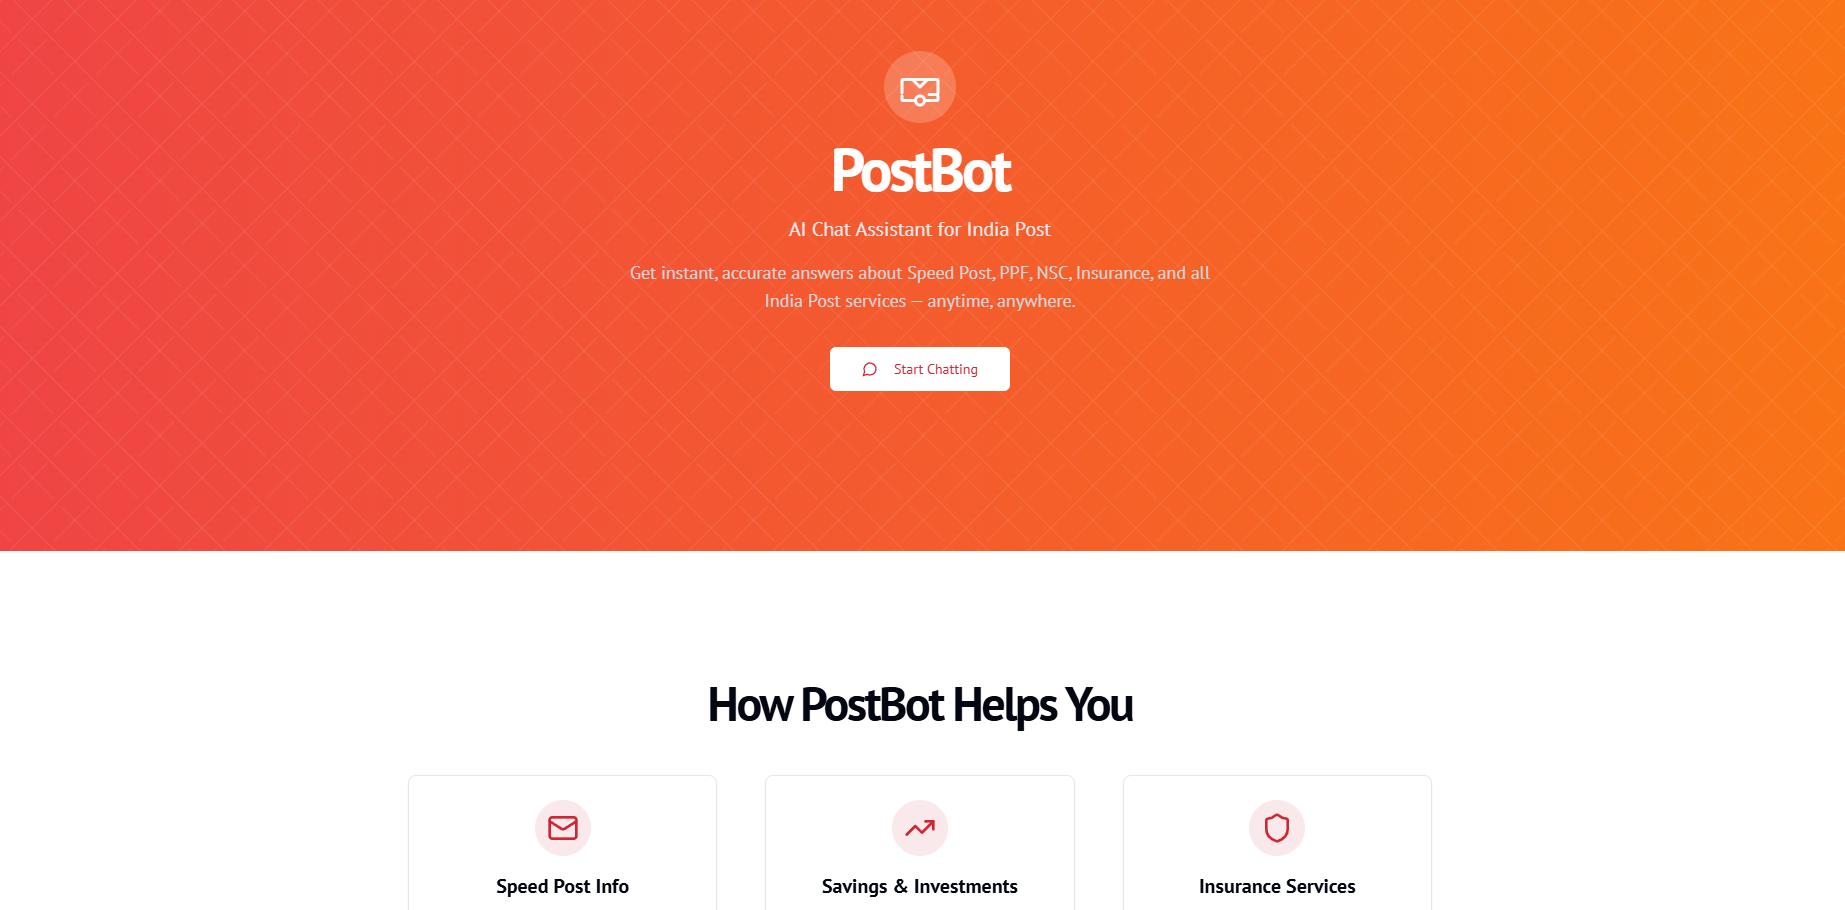 PostBot
AI Chat Assistant for India Post
Get instant, accurate answers about Speed Post, PPF, NSC, Insurance, and all
India Post services — anytime, anywhere.
Start Chatting
How PostBot Helps You
Speed Post Info
Savings & Investments
Insurance Services